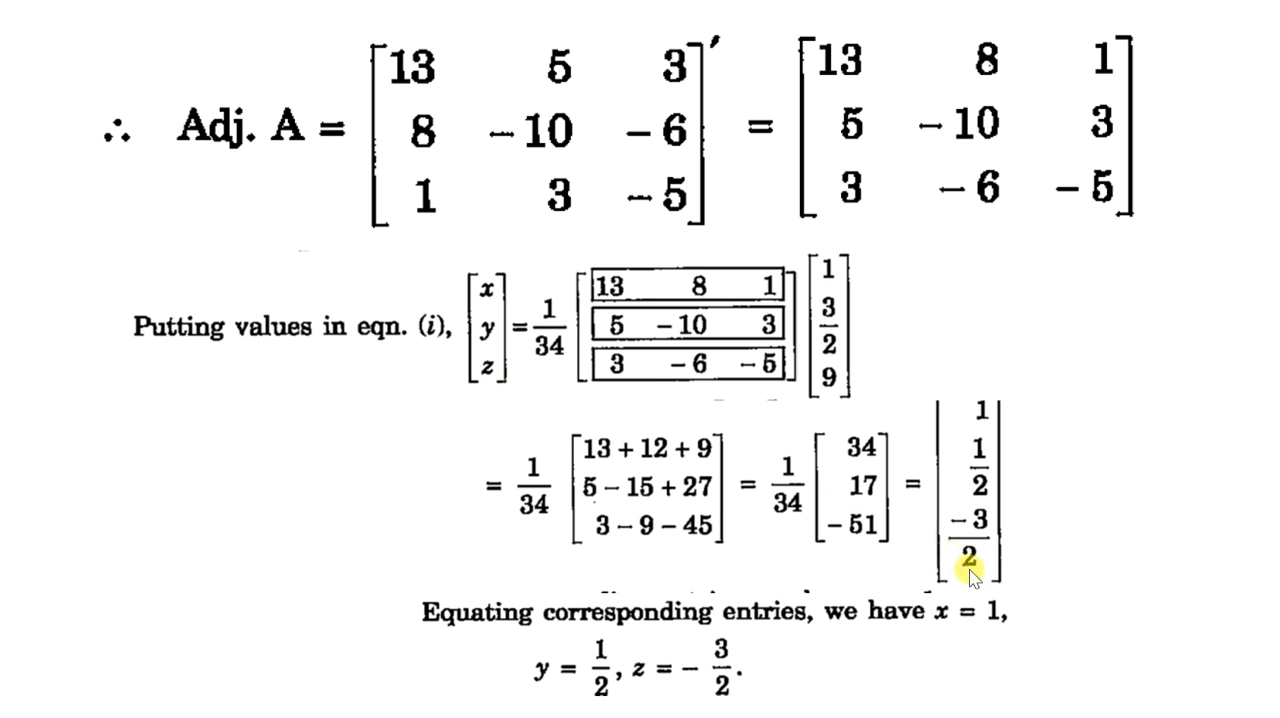 ∴ Adj. A = [13 5 3; 8 −10 −6; 1 3 −5]′ = [13 8 1; 5 −10 3; 3 −6 −5]
Putting values in eqn. (i), [x; y; z] = 1/34 [13 8 1; 5 −10 3; 3 −6 −5] [1; 3/2; 9]
= 1/34 [13 + 12 + 9; 5 − 15 + 27; 3 − 9 − 45] = 1/34 [34; 17; −51] = [1; 1/2; −3/2]
Equating corresponding entries, we have x = 1,
y = 1/2, z = − 3/2.